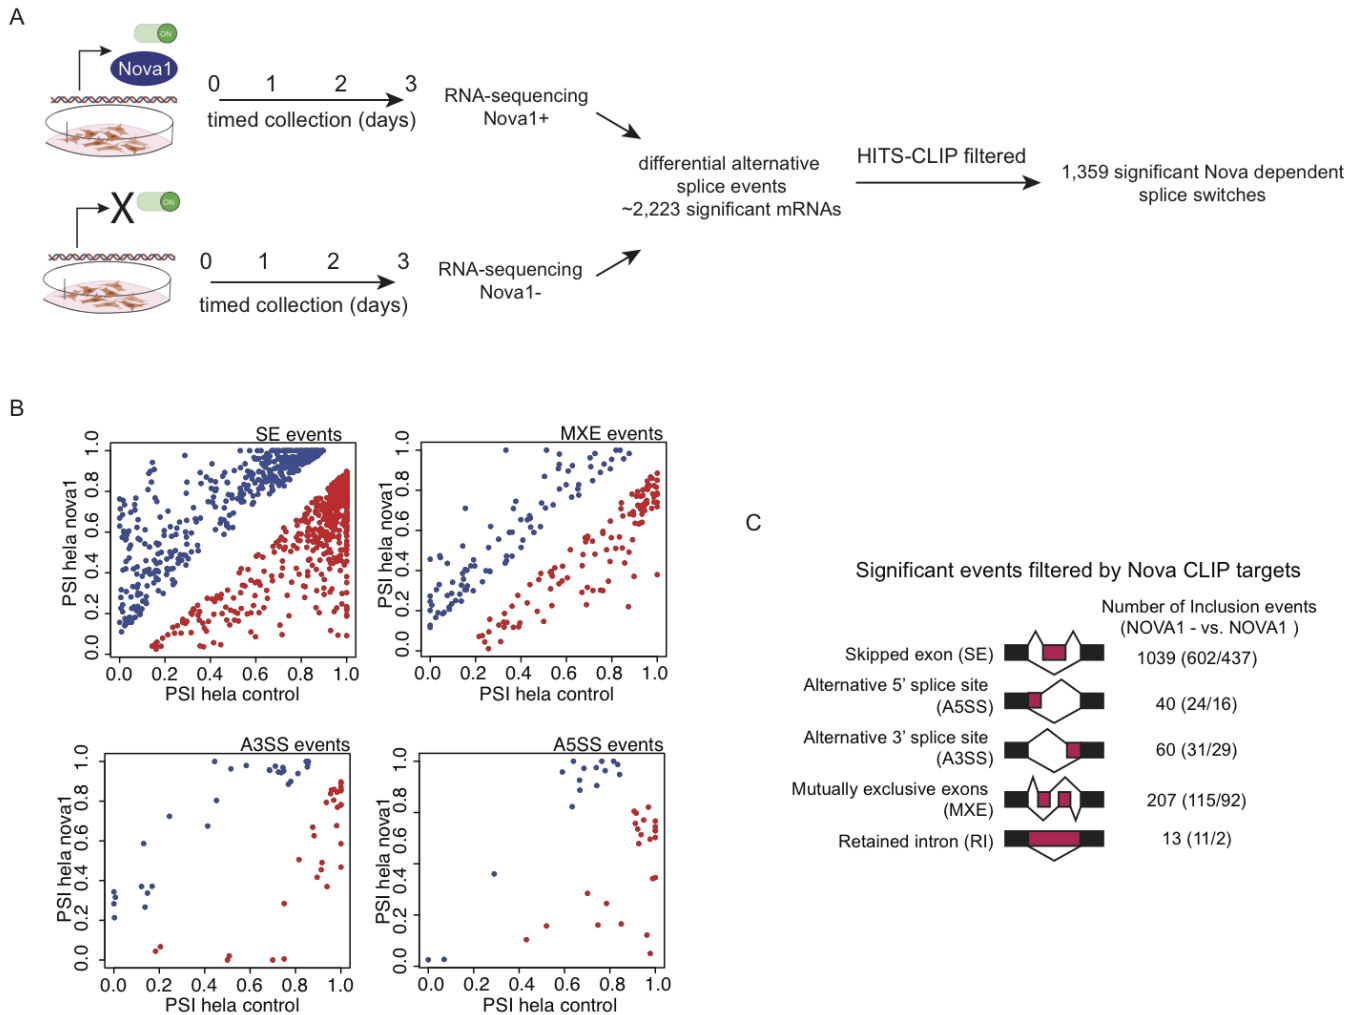 A
ON
Nova1
0 1 2 3
timed collection (days)
RNA-sequencing
Nova1+
X
ON
0 1 2 3
timed collection (days)
RNA-sequencing
Nova1-
differential alternative
splice events
~2,223 significant mRNAs
HITS-CLIP filtered
1,359 significant Nova dependent
splice switches
B
SE events
PSI hela nova1
0.0 0.2 0.4 0.6 0.8 1.0
0.0 0.2 0.4 0.6 0.8 1.0
PSI hela control
MXE events
PSI hela nova1
0.0 0.2 0.4 0.6 0.8 1.0
0.0 0.2 0.4 0.6 0.8 1.0
PSI hela control
A3SS events
PSI hela nova1
0.0 0.2 0.4 0.6 0.8 1.0
0.0 0.2 0.4 0.6 0.8 1.0
PSI hela control
A5SS events
PSI hela nova1
0.0 0.2 0.4 0.6 0.8 1.0
0.0 0.2 0.4 0.6 0.8 1.0
PSI hela control
C
Significant events filtered by Nova CLIP targets
Number of Inclusion events
(NOVA1 - vs. NOVA1 )
Skipped exon (SE) 1039 (602/437)
Alternative 5' splice site
(A5SS) 40 (24/16)
Alternative 3' splice site
(A3SS) 60 (31/29)
Mutually exclusive exons
(MXE) 207 (115/92)
Retained intron (RI) 13 (11/2)